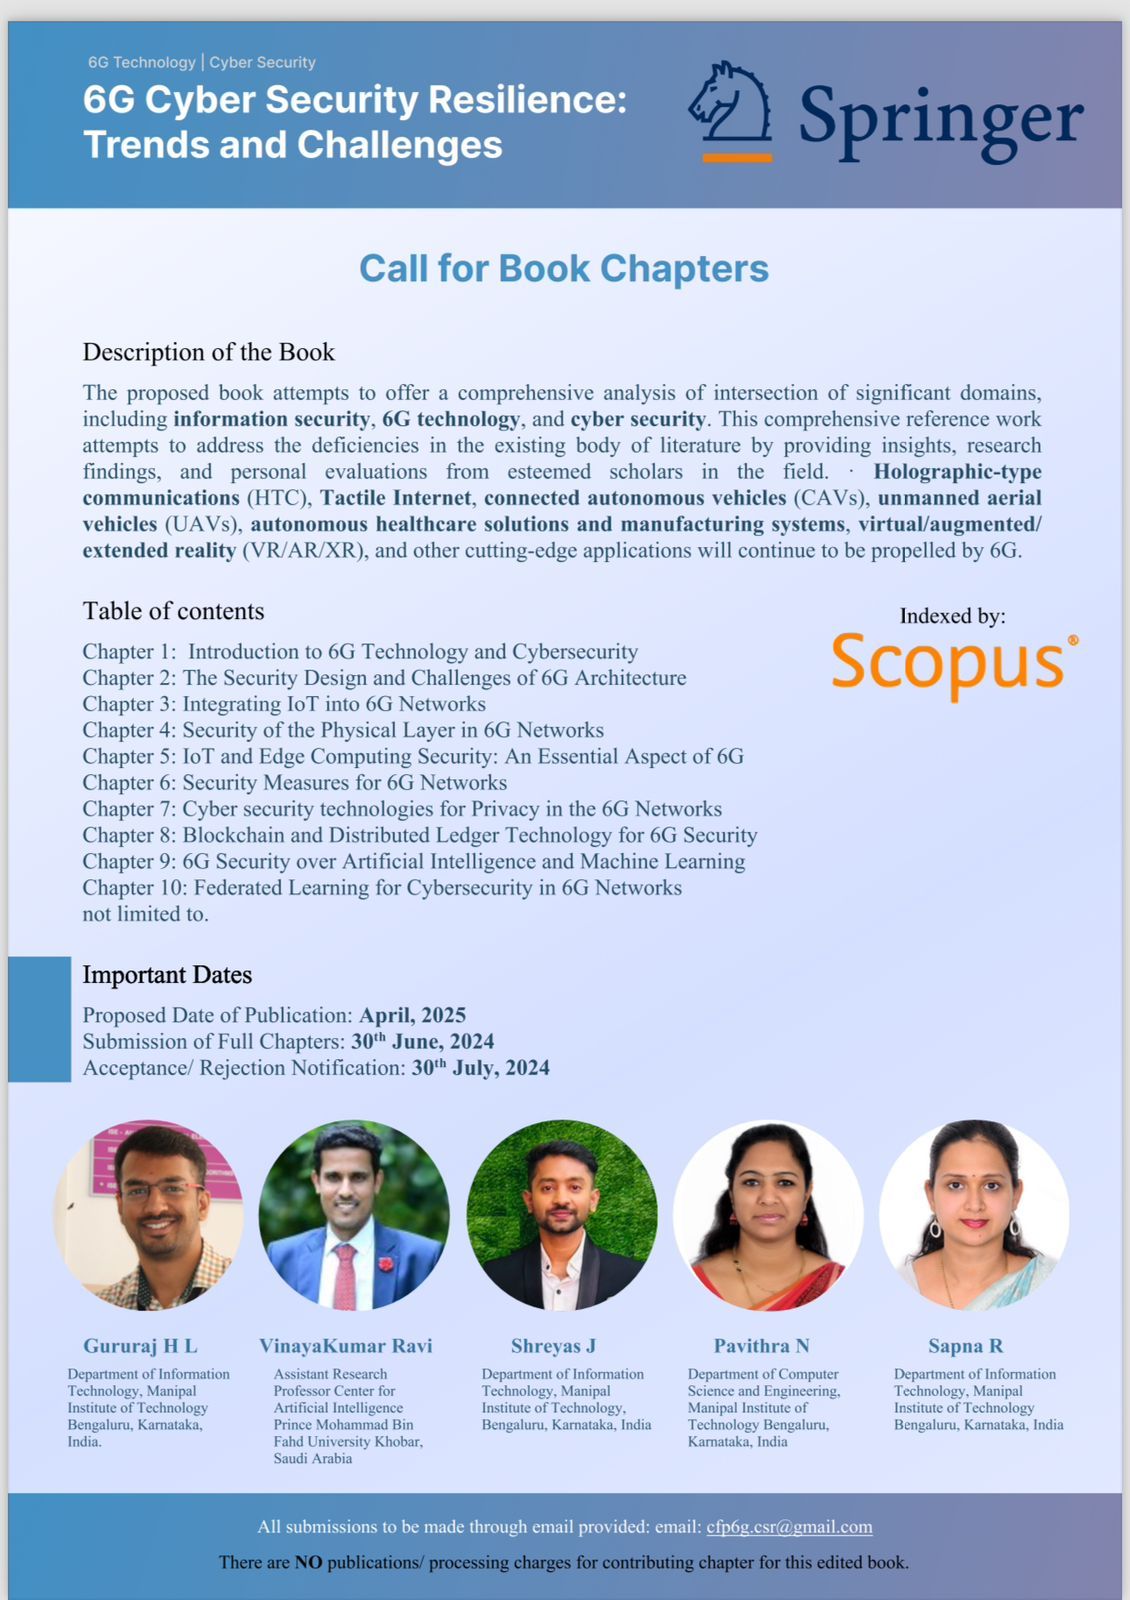 6G Technology | Cyber Security
6G Cyber Security Resilience:
Trends and Challenges
Springer
Call for Book Chapters
Description of the Book
The proposed book attempts to offer a comprehensive analysis of intersection of significant domains,
including information security, 6G technology, and cyber security. This comprehensive reference work
attempts to address the deficiencies in the existing body of literature by providing insights, research
findings, and personal evaluations from esteemed scholars in the field. · Holographic-type
communications (HTC), Tactile Internet, connected autonomous vehicles (CAVs), unmanned aerial
vehicles (UAVs), autonomous healthcare solutions and manufacturing systems, virtual/augmented/
extended reality (VR/AR/XR), and other cutting-edge applications will continue to be propelled by 6G.
Table of contents
Chapter 1:  Introduction to 6G Technology and Cybersecurity
Chapter 2: The Security Design and Challenges of 6G Architecture
Chapter 3: Integrating IoT into 6G Networks
Chapter 4: Security of the Physical Layer in 6G Networks
Chapter 5: IoT and Edge Computing Security: An Essential Aspect of 6G
Chapter 6: Security Measures for 6G Networks
Chapter 7: Cyber security technologies for Privacy in the 6G Networks
Chapter 8: Blockchain and Distributed Ledger Technology for 6G Security
Chapter 9: 6G Security over Artificial Intelligence and Machine Learning
Chapter 10: Federated Learning for Cybersecurity in 6G Networks
not limited to.
Indexed by:
Scopus®
Important Dates
Proposed Date of Publication: April, 2025
Submission of Full Chapters: 30th June, 2024
Acceptance/ Rejection Notification: 30th July, 2024
Gururaj H L
Department of Information
Technology, Manipal
Institute of Technology
Bengaluru, Karnataka,
India.
VinayaKumar Ravi
Assistant Research
Professor Center for
Artificial Intelligence
Prince Mohammad Bin
Fahd University Khobar,
Saudi Arabia
Shreyas J
Department of Information
Technology, Manipal
Institute of Technology,
Bengaluru, Karnataka, India
Pavithra N
Department of Computer
Science and Engineering,
Manipal Institute of
Technology Bengaluru,
Karnataka, India
Sapna R
Department of Information
Technology, Manipal
Institute of Technology
Bengaluru, Karnataka, India
All submissions to be made through email provided: email: cfp6g.csr@gmail.com
There are NO publications/ processing charges for contributing chapter for this edited book.